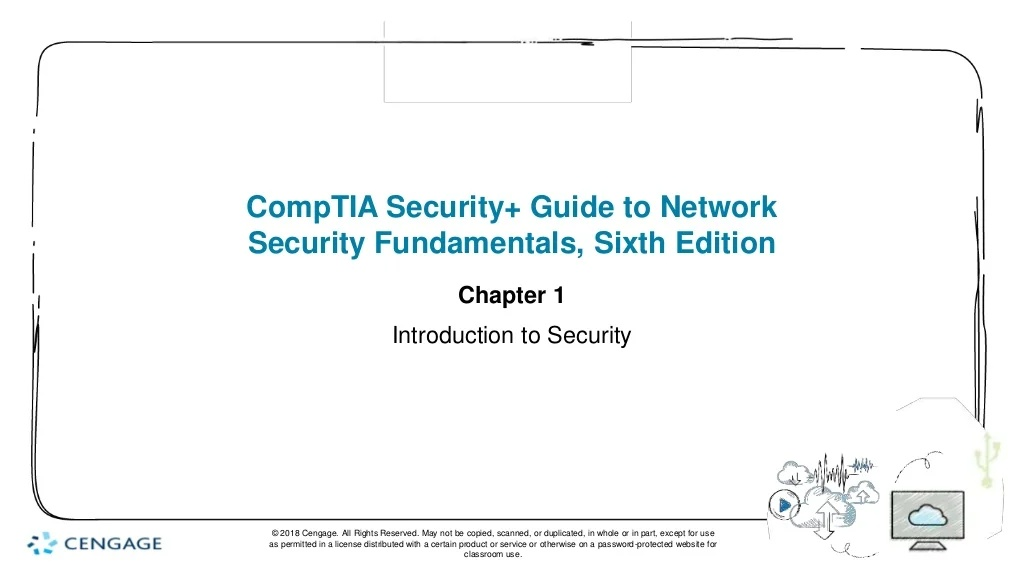 CompTIA Security+ Guide to Network
Security Fundamentals, Sixth Edition
Chapter 1
Introduction to Security
CENGAGE
© 2018 Cengage. All Rights Reserved. May not be copied, scanned, or duplicated, in whole or in part, except for use
as permitted in a license distributed with a certain product or service or otherwise on a password-protected website for
classroom use.